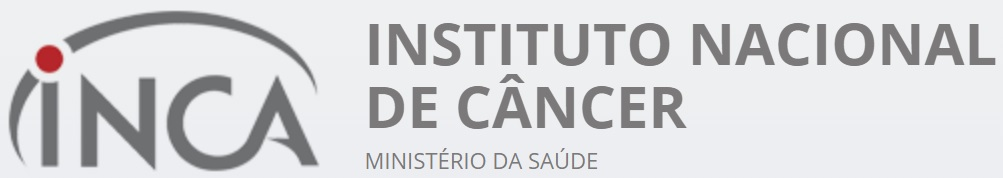 INCA
INSTITUTO NACIONAL
DE CÂNCER
MINISTÉRIO DA SAÚDE